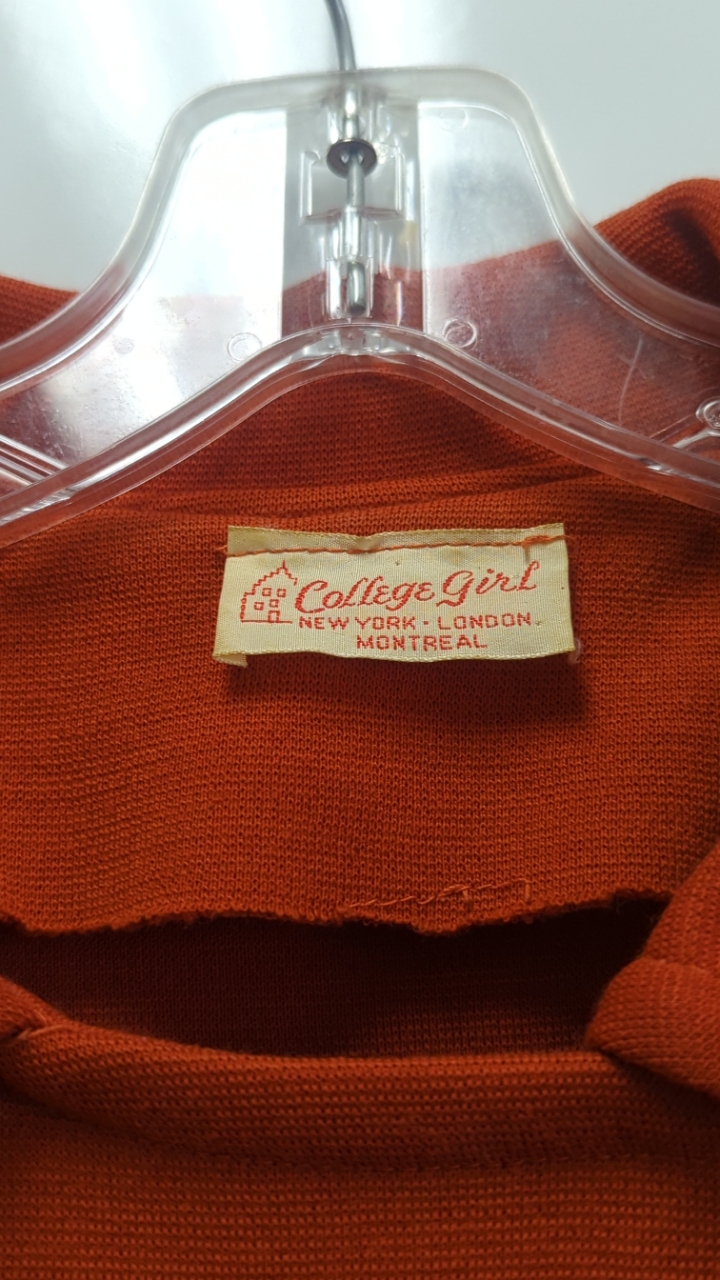 College Girl
NEW YORK - LONDON.
MONTREAL